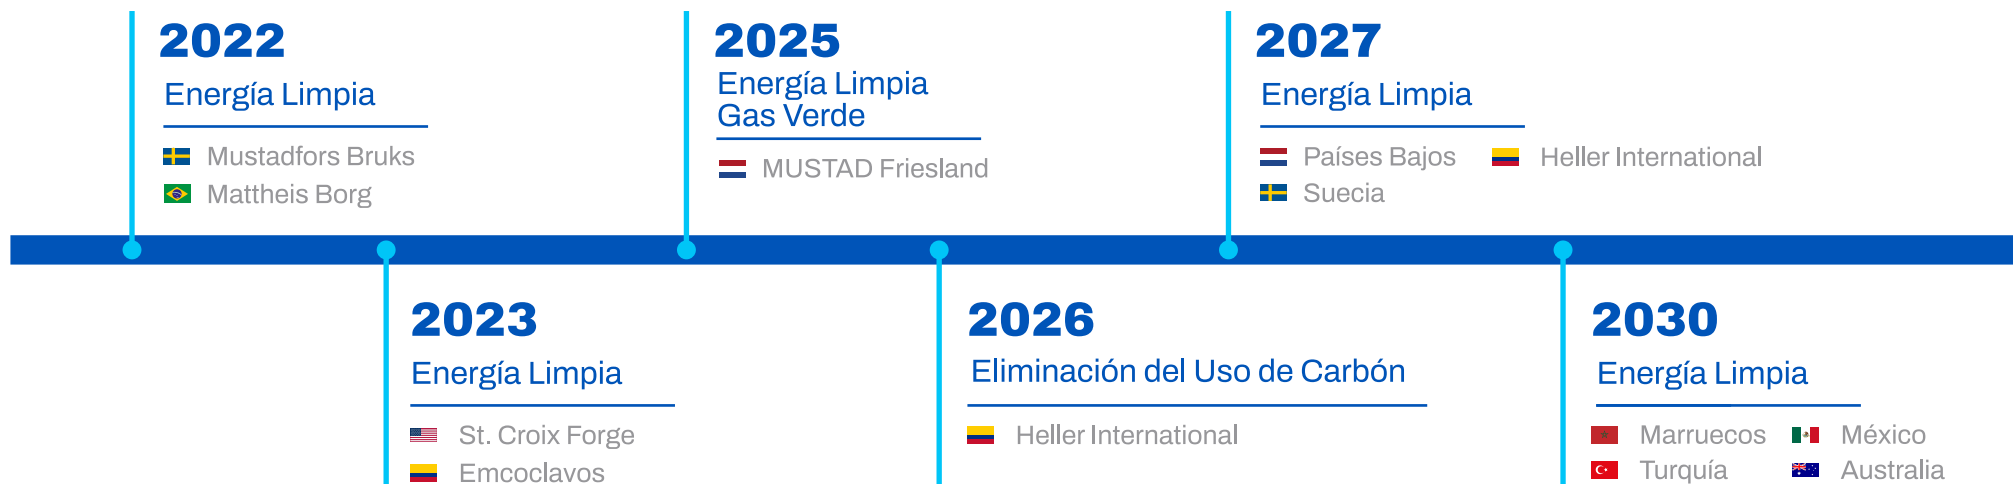 2022
Energía Limpia
Mustadfors Bruks
Mattheis Borg
2025
Energía Limpia
Gas Verde
MUSTAD Friesland
2027
Energía Limpia
Países Bajos
Heller International
Suecia
2023
Energía Limpia
St. Croix Forge
Emcoclavos
2026
Eliminación del Uso de Carbón
Heller International
2030
Energía Limpia
Marruecos
México
Turquía
Australia